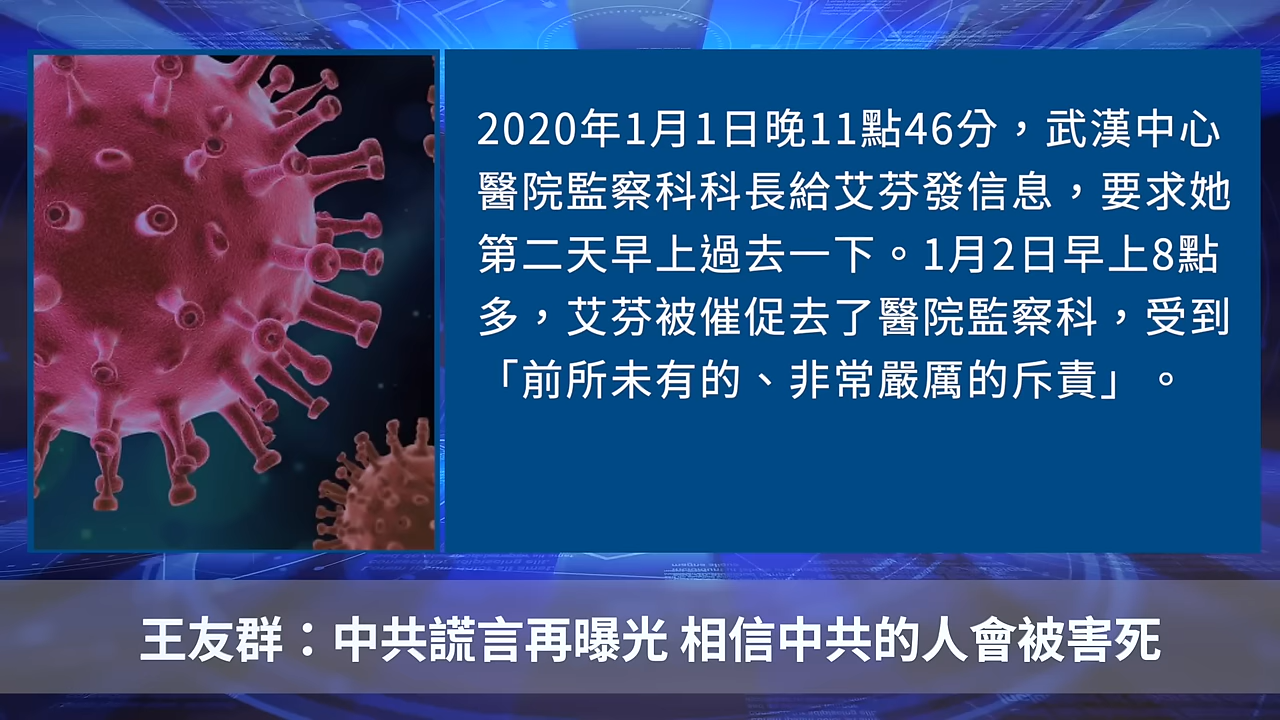 2020年1月1日晚11點46分，武漢中心
醫院監察科科長給艾芬發信息，要求她
第二天早上過去一下。1月2日早上8點
多，艾芬被催促去了醫院監察科，受到
「前所未有的、非常嚴厲的斥責」。
王友群：中共謊言再曝光 相信中共的人會被害死